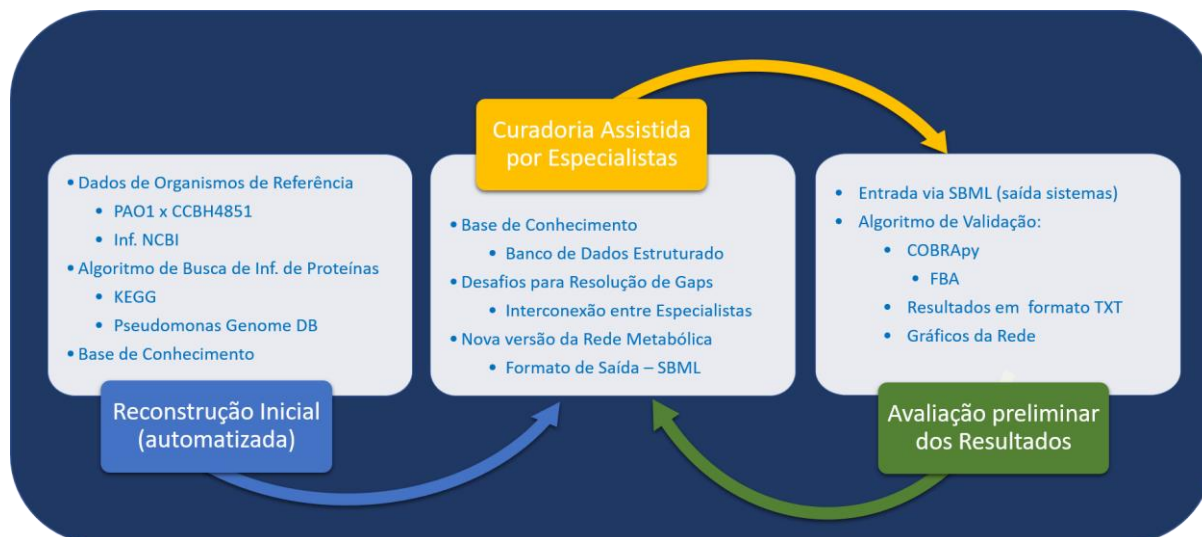 • Dados de Organismos de Referência
• PAO1 x CCBH4851
• Inf. NCBI
• Algoritmo de Busca de Inf. de Proteínas
• KEGG
• Pseudomonas Genome DB
• Base de Conhecimento
Reconstrução Inicial
(automatizada)
Curadoria Assistida
por Especialistas
• Base de Conhecimento
• Banco de Dados Estruturado
• Desafios para Resolução de Gaps
• Interconexão entre Especialistas
• Nova versão da Rede Metabólica
• Formato de Saída – SBML
• Entrada via SBML (saída sistemas)
• Algoritmo de Validação:
• COBRApy
• FBA
• Resultados em formato TXT
• Gráficos da Rede
Avaliação preliminar
dos Resultados